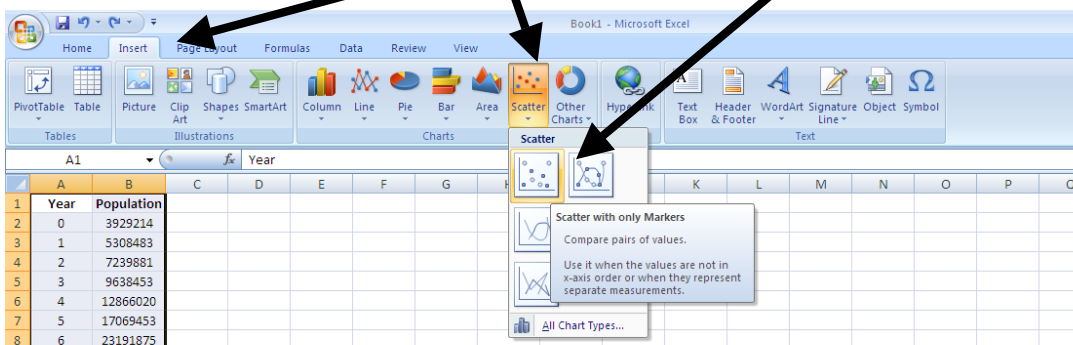 Book1 - Microsoft Excel
Home Insert Page Layout Formulas Data Review View
PivotTable Table Picture Clip Art Shapes SmartArt Column Line Pie Bar Area Scatter Other Charts Text Box Header & Footer WordArt Signature Line Object Symbol
Tables Illustrations Charts Text
Scatter
A1 fx Year
A B C D E F G K L M N O P
1 Year Population
2 0 3929214
3 1 5308483
4 2 7239881
5 3 9638453
6 4 12866020
7 5 17069453
8 6 23191875
Scatter with only Markers
Compare pairs of values.
Use it when the values are not in
x-axis order or when they represent
separate measurements.
All Chart Types...